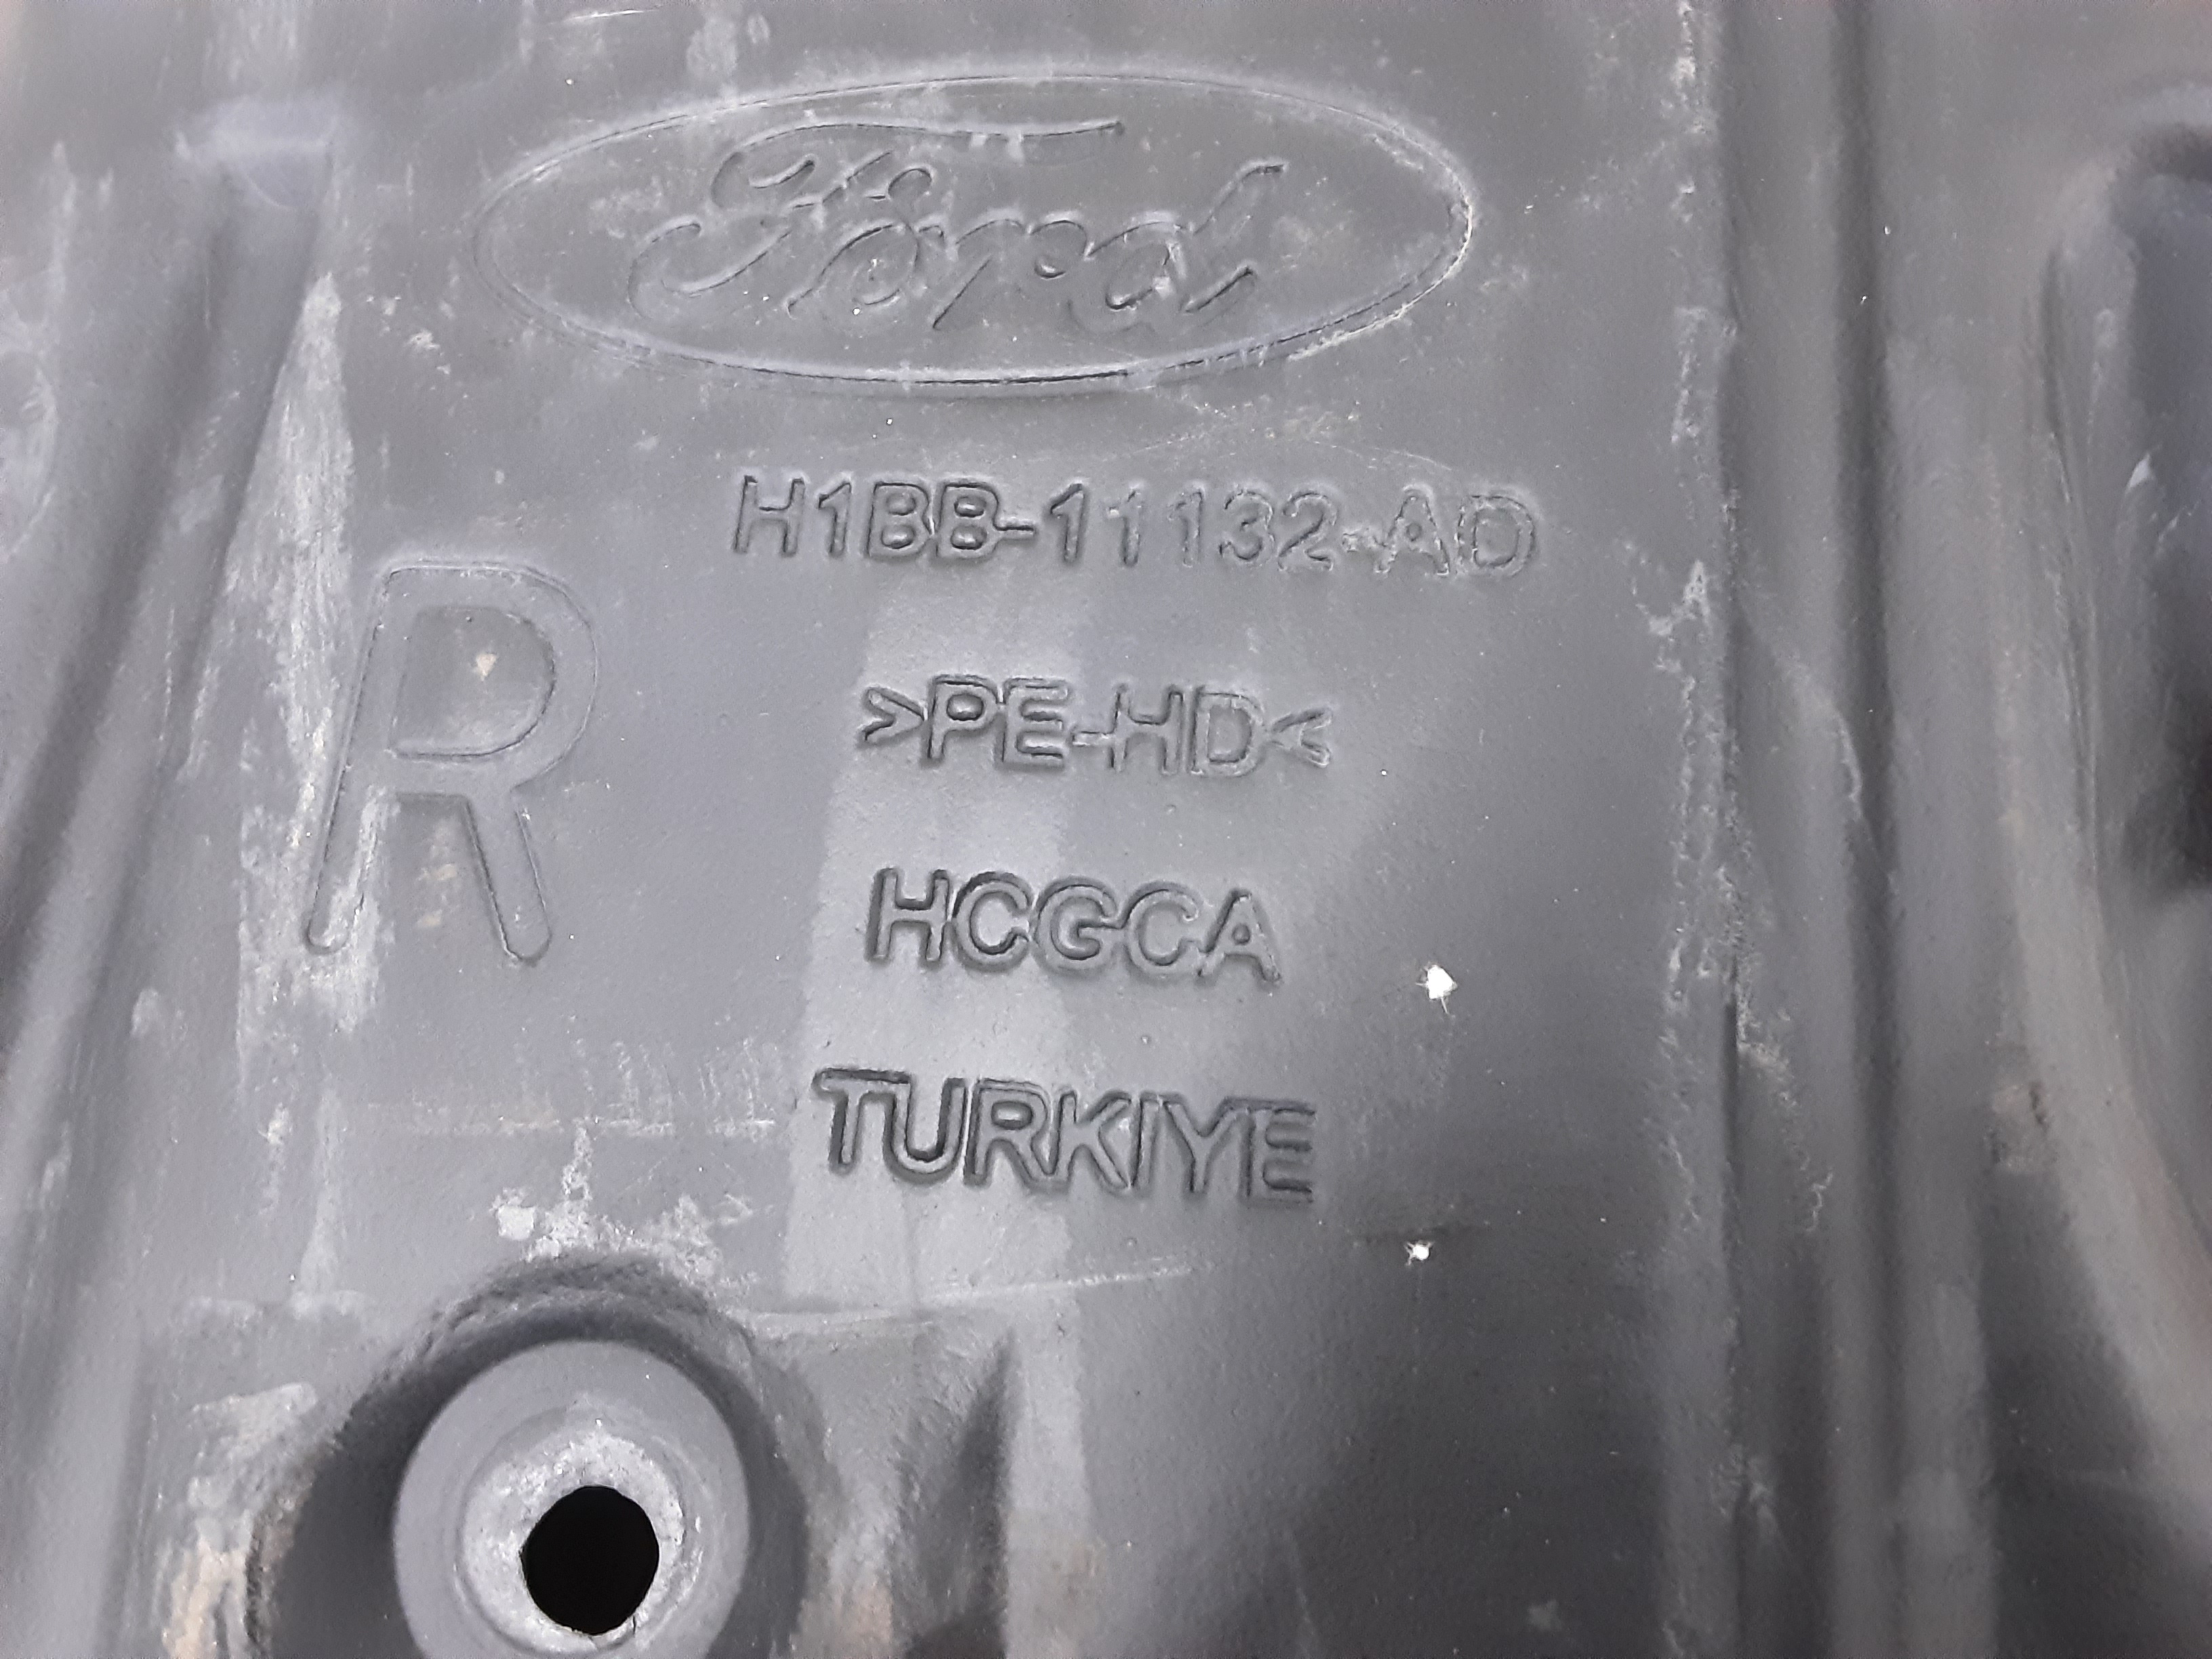 Ford
H1BB-11132-AD
R
>PE-HD<
HCGCA
TURKIYE